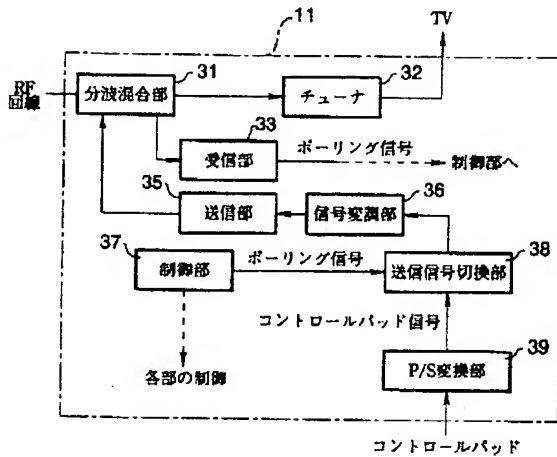 11
TV
RF
回線
分波混合部
31
チューナ
32
受信部
33
ポーリング信号
制御部へ
送信部
35
信号変調部
36
制御部
37
ポーリング信号
送信信号切換部
38
コントロールパッド信号
各部の制御
P/S変換部
39
コントロールパッド